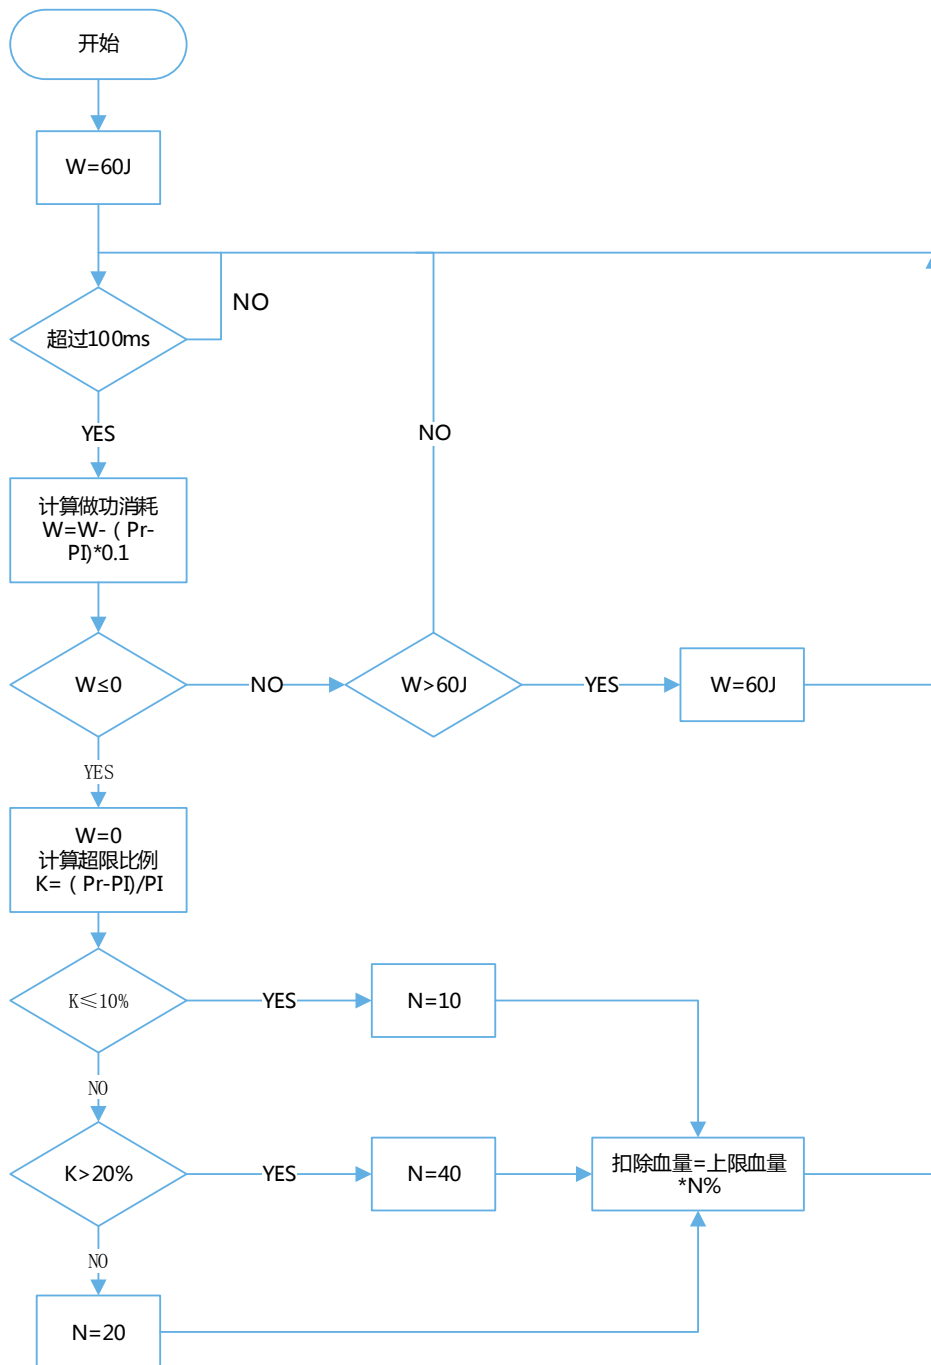 开始
W=60J
NO
超过100ms
YES
NO
计算做功消耗
W=W-（Pr-
PI)*0.1
W≤0
NO
W>60J
YES
W=60J
YES
W=0
计算超限比例
K=（Pr-PI)/PI
K≤10%
YES
N=10
NO
K>20%
YES
N=40
扣除血量=上限血量
*N%
NO
N=20